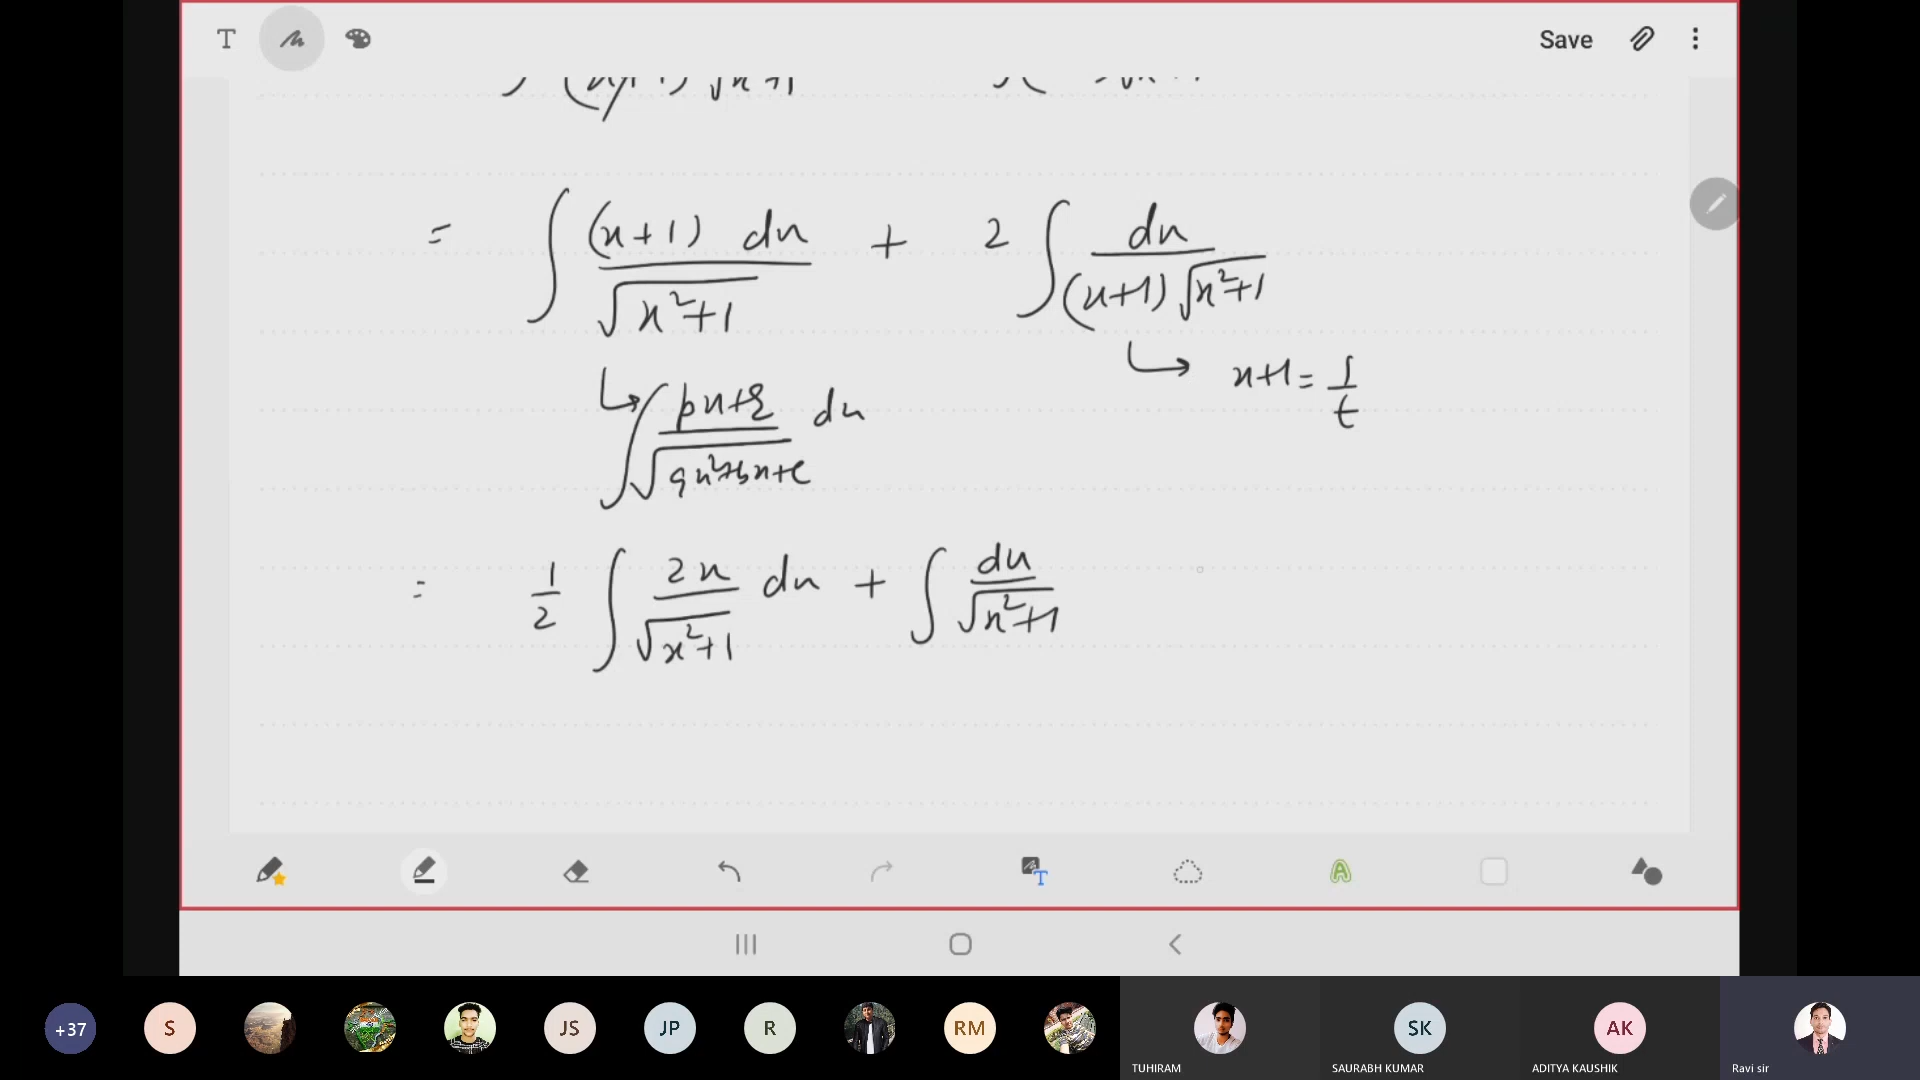 T Save
= ∫ (x+1) dx / √(x²+1) + 2 ∫ dx / ((x+1) √(x²+1))
↳ ∫ (px+q) / √(ax²+bx+c) dx ↳ x+1 = 1/t
= 1/2 ∫ 2x / √(x²+1) dx + ∫ dx / √(x²+1)
T A
+37 S JS JP R RM SK AK
TUHIRAM SAURABH KUMAR ADITYA KAUSHIK Ravi sir